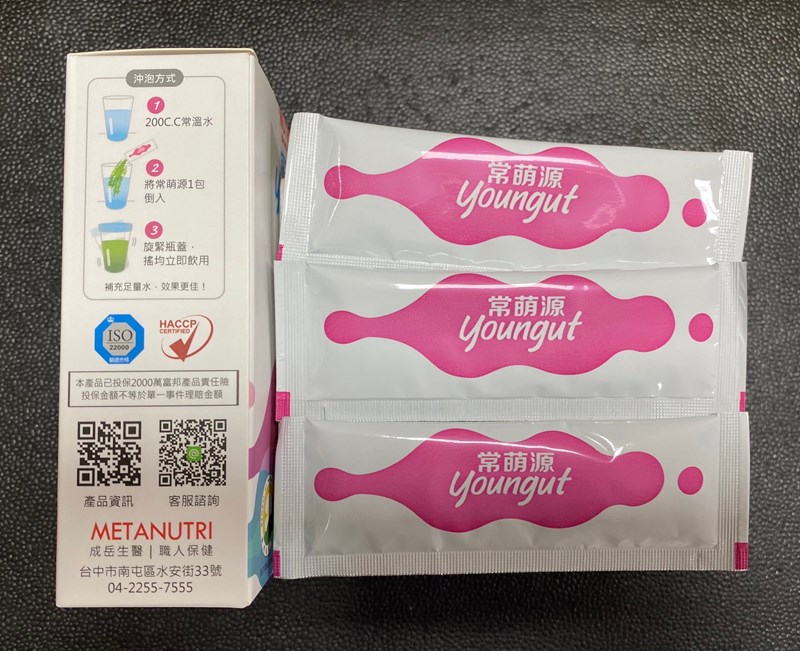 沖泡方式
1
200C.C常溫水
2
將常萌源1包
倒入
3
旋緊瓶蓋，
搖均立即飲用
補充足量水，效果更佳！
ISO
22000
HACCP
CERTIFIED
本產品已投保2000萬富邦產品責任險
投保金額不等於單一事件理賠金額
產品資訊
客服諮詢
METANUTRI
成岳生醫 | 職人保健
台中市南屯區水安街33號
04-2255-7555
常萌源
youngut
常萌源
youngut
常萌源
youngut